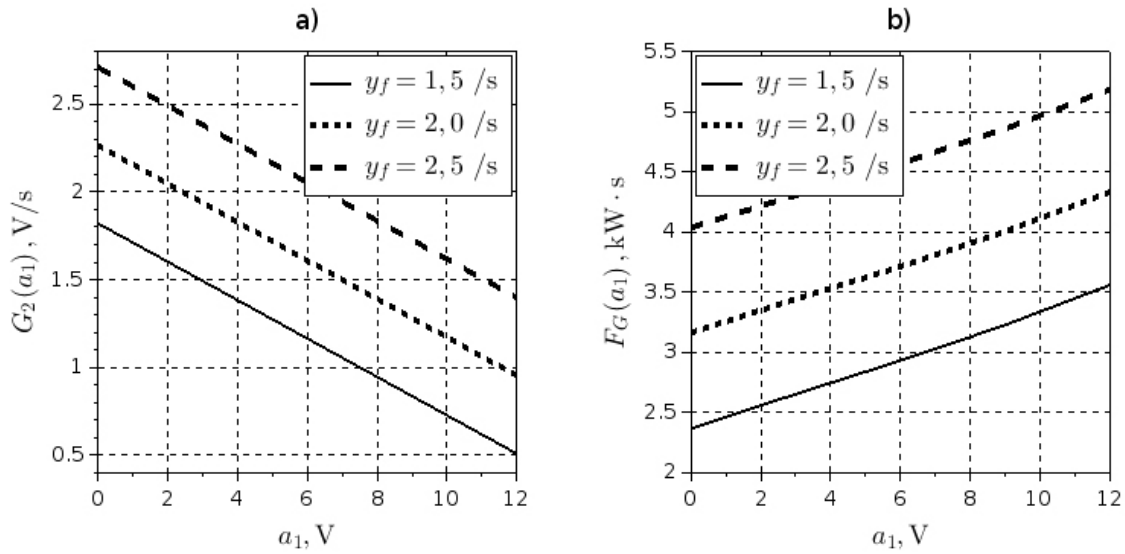 a)
y_f = 1,5 /s
y_f = 2,0 /s
y_f = 2,5 /s
2.5
2
1.5
1
0.5
G_2(a_1), V/s
0 2 4 6 8 10 12
a_1, V
b)
y_f = 1,5 /s
y_f = 2,0 /s
y_f = 2,5 /s
5.5
5
4.5
4
3.5
3
2.5
2
F_G(a_1), kW · s
0 2 4 6 8 10 12
a_1, V